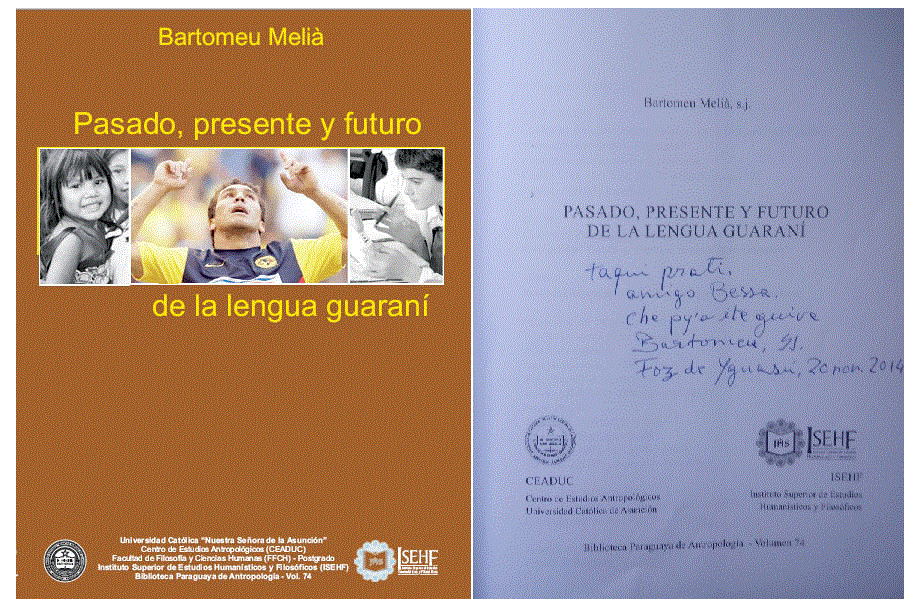 Bartomeu Melià
Pasado, presente y futuro
de la lengua guaraní
Universidad Católica "Nuestra Señora de la Asunción"
Centro de Estudios Antropológicos (CEADUC)
Facultad de Filosofía y Ciencias Humanas (FFCH) - Postgrado
Instituto Superior de Estudios Humanísticos y Filosóficos (ISEHF)
Biblioteca Paraguaya de Antropología - Vol. 74
ISEHF
Bartomeu Melià, s.j.
PASADO, PRESENTE Y FUTURO
DE LA LENGUA GUARANÍ
amigo Bessa.
che py'a
Bartomeu, sj.
Foz de Yguasú, 20 nov. 2014
CEADUC
Centro de Estudios Antropológicos
Universidad Católica de Asunción
ISEHF
ISEHF
Instituto Superior de Estudios
Humanísticos y Filosóficos
Biblioteca Paraguaya de Antropología - Volumen 74